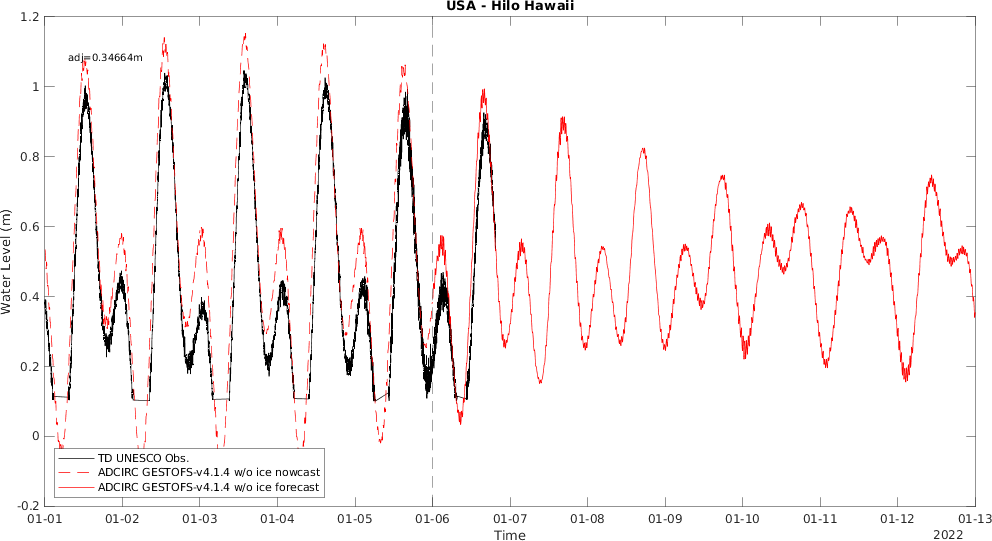 USA - Hilo Hawaii
adj=0.34664m
1.2
1
0.8
0.6
0.4
0.2
0
-0.2
Water Level (m)
TD UNESCO Obs.
ADCIRC GESTOFS-v4.1.4 w/o ice nowcast
ADCIRC GESTOFS-v4.1.4 w/o ice forecast
01-01 01-02 01-03 01-04 01-05 01-06 01-07 01-08 01-09 01-10 01-11 01-12 01-13
Time
2022